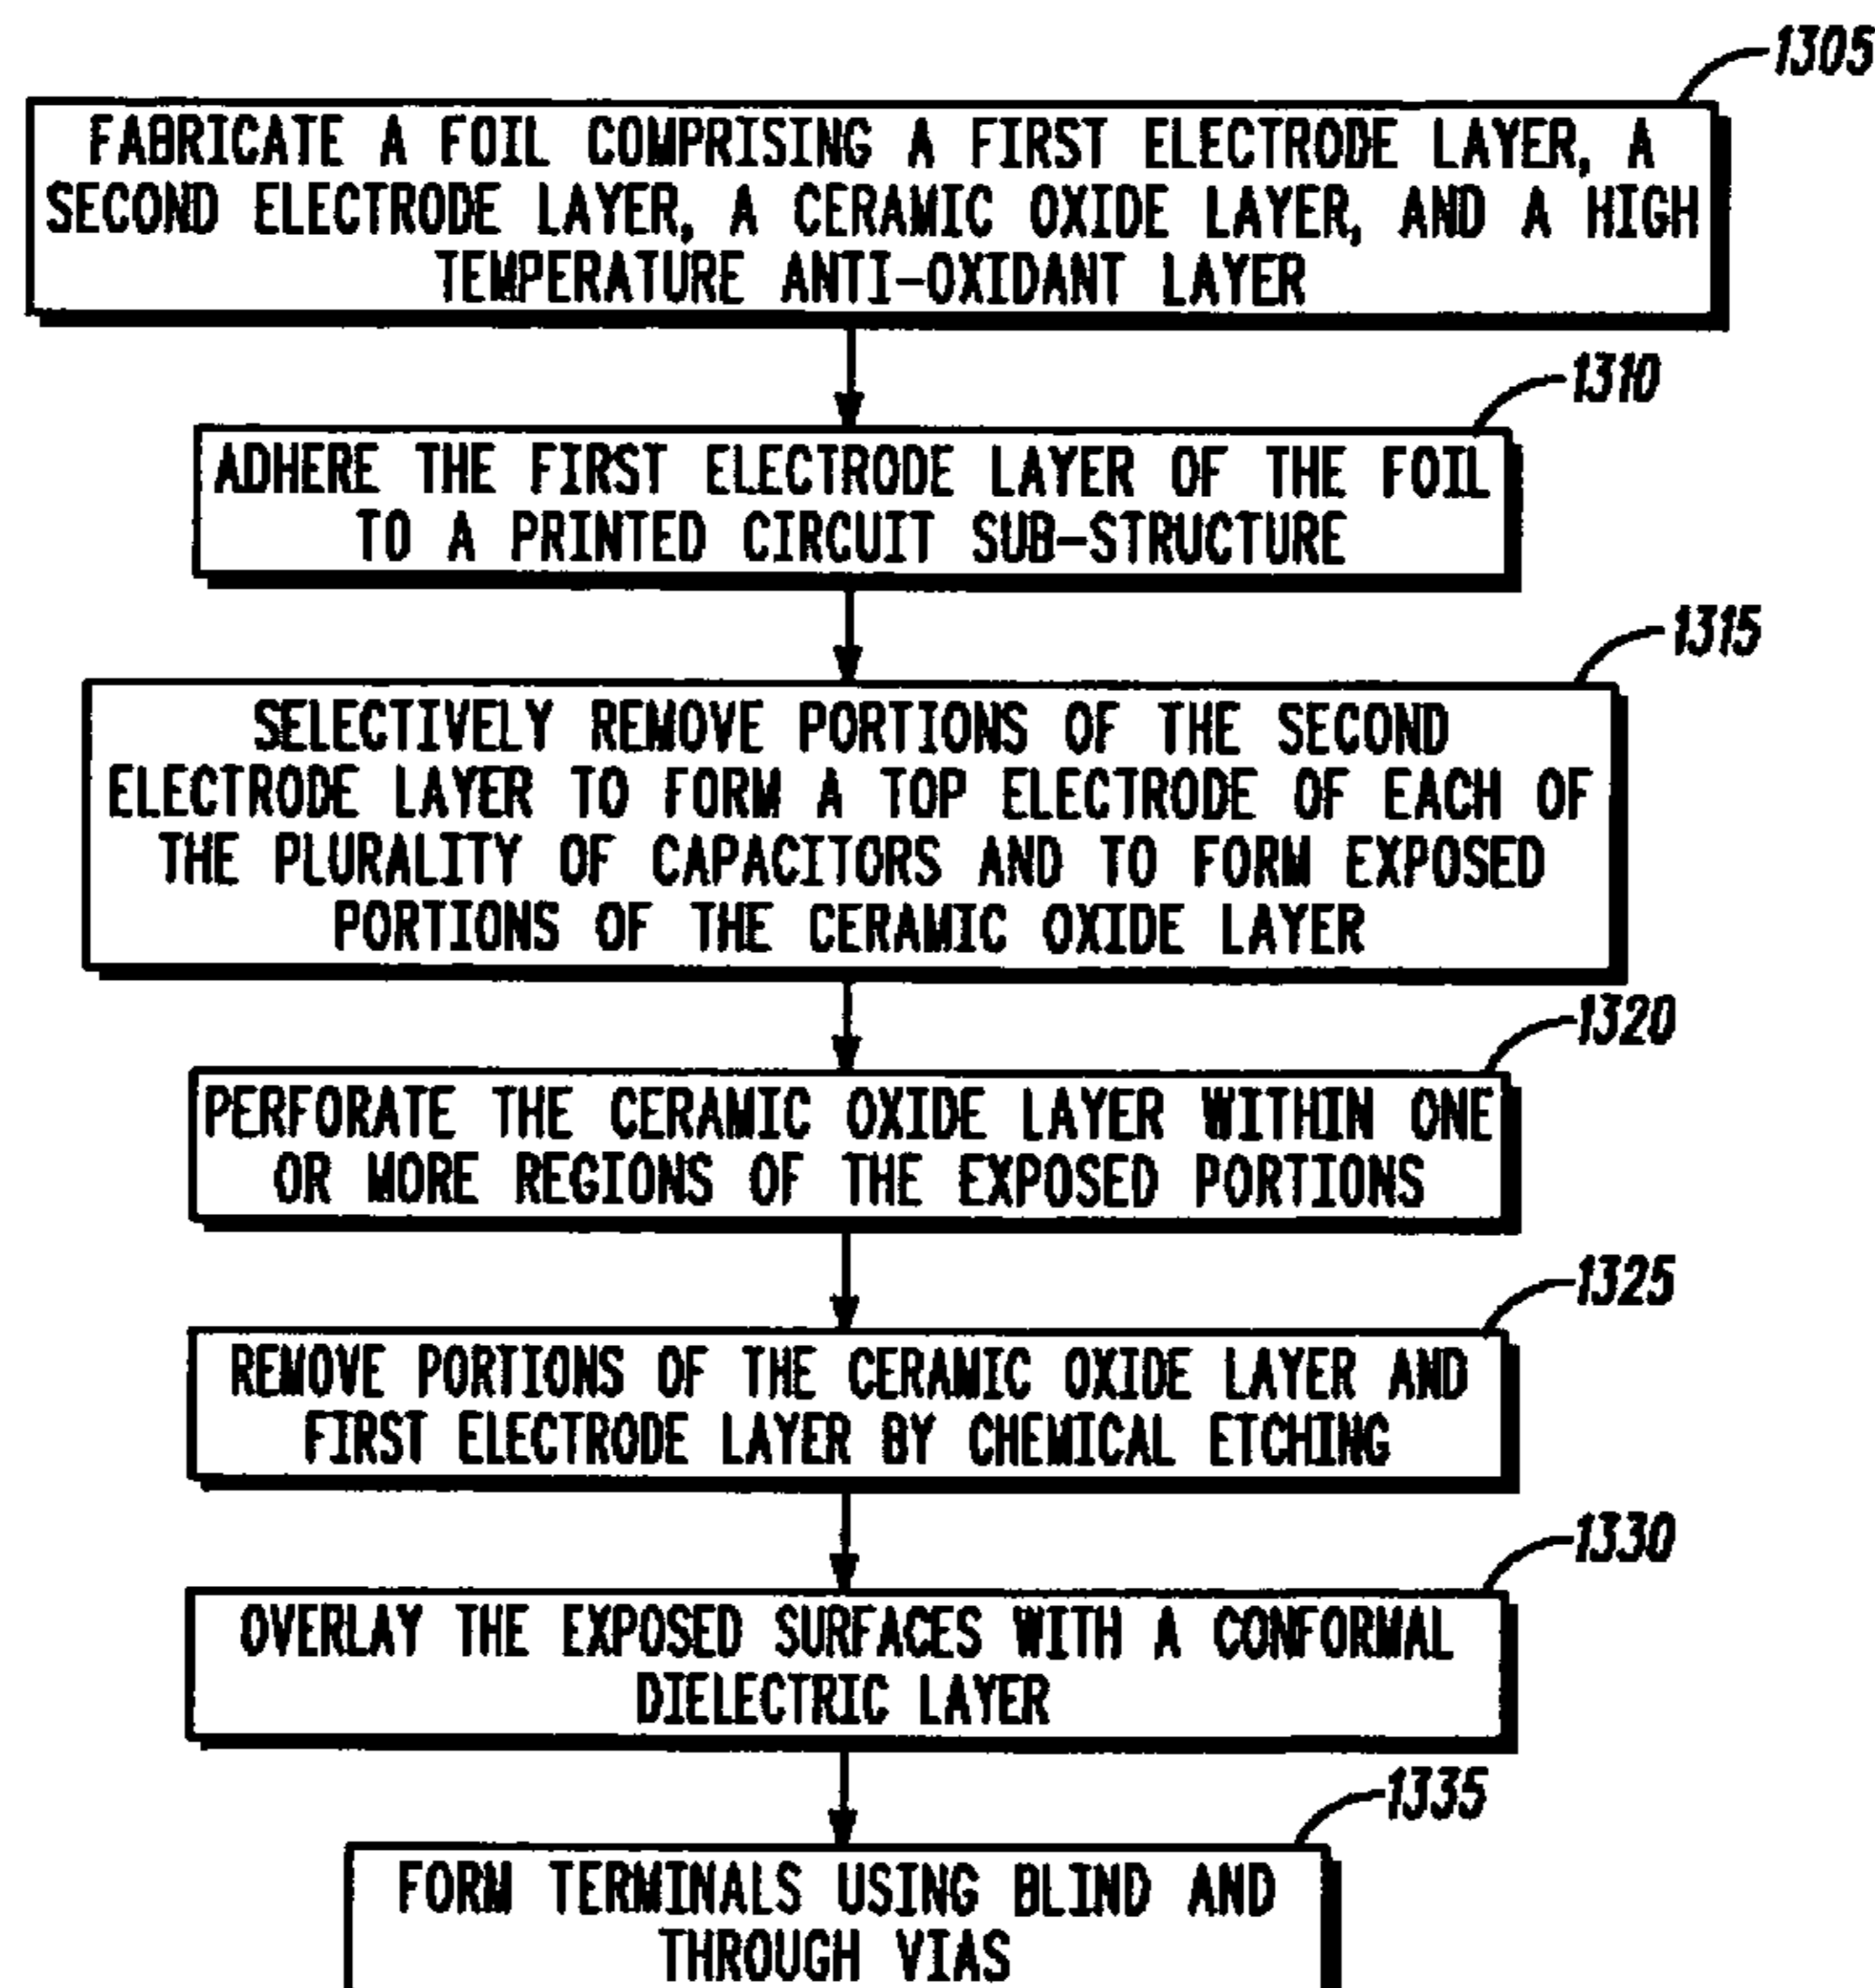 1305
FABRICATE A FOIL COMPRISING A FIRST ELECTRODE LAYER, A
SECOND ELECTRODE LAYER, A CERAMIC OXIDE LAYER, AND A HIGH
TEMPERATURE ANTI-OXIDANT LAYER
1310
ADHERE THE FIRST ELECTRODE LAYER OF THE FOIL
TO A PRINTED CIRCUIT SUB-STRUCTURE
1315
SELECTIVELY REMOVE PORTIONS OF THE SECOND
ELECTRODE LAYER TO FORM A TOP ELECTRODE OF EACH OF
THE PLURALITY OF CAPACITORS AND TO FORM EXPOSED
PORTIONS OF THE CERAMIC OXIDE LAYER
1320
PERFORATE THE CERAMIC OXIDE LAYER WITHIN ONE
OR MORE REGIONS OF THE EXPOSED PORTIONS
1325
REMOVE PORTIONS OF THE CERAMIC OXIDE LAYER AND
FIRST ELECTRODE LAYER BY CHEMICAL ETCHING
1330
OVERLAY THE EXPOSED SURFACES WITH A CONFORMAL
DIELECTRIC LAYER
1335
FORM TERMINALS USING BLIND AND
THROUGH VIAS